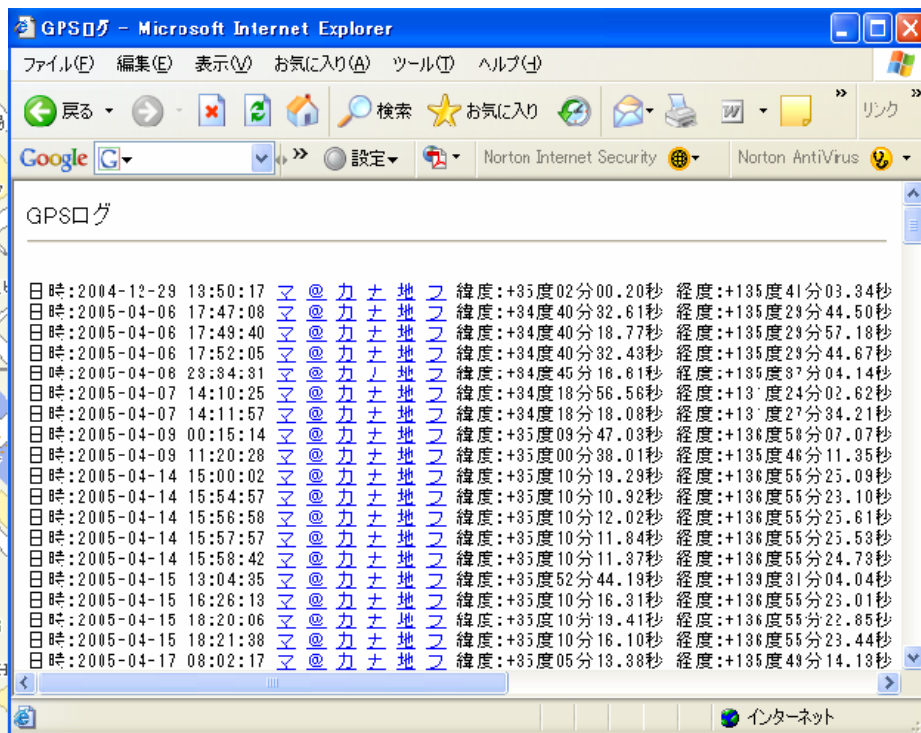 GPSログ - Microsoft Internet Explorer
ファイル(F) 編集(E) 表示(V) お気に入り(A) ツール(T) ヘルプ(H)
戻る 検索 お気に入り W » リンク »
Google G » 設定 Norton Internet Security Norton AntiVirus
GPSログ
日時:2004-12-29 13:50:17 マ @ カ ナ 地 フ 緯度:+35度02分00.20秒 経度:+135度41分03.34秒
日時:2005-04-06 17:47:08 マ @ カ ナ 地 フ 緯度:+34度40分32.61秒 経度:+135度29分44.50秒
日時:2005-04-06 17:49:40 マ @ カ ナ 地 フ 緯度:+34度40分18.77秒 経度:+135度29分57.18秒
日時:2005-04-06 17:52:05 マ @ カ ナ 地 フ 緯度:+34度40分32.43秒 経度:+135度29分44.67秒
日時:2005-04-06 23:34:31 マ @ カ ナ 地 フ 緯度:+34度45分16.61秒 経度:+135度37分04.14秒
日時:2005-04-07 14:10:25 マ @ カ ナ 地 フ 緯度:+34度18分56.56秒
日時:2005-04-07 14:11:57 マ @ カ ナ 地 フ 緯度:+34度18分18.08秒
日時:2005-04-09 00:15:14 マ @ カ ナ 地 フ 緯度:+35度09分47.03秒 経度:+136度58分07.07秒
日時:2005-04-09 11:20:28 マ @ カ ナ 地 フ 緯度:+35度00分38.01秒 経度:+135度46分11.35秒
日時:2005-04-14 15:00:02 マ @ カ ナ 地 フ 緯度:+35度10分19.29秒 経度:+136度55分25.09秒
日時:2005-04-14 15:54:57 マ @ カ ナ 地 フ 緯度:+35度10分10.92秒 経度:+136度55分23.10秒
日時:2005-04-14 15:56:58 マ @ カ ナ 地 フ 緯度:+35度10分12.02秒 経度:+136度55分25.61秒
日時:2005-04-14 15:57:57 マ @ カ ナ 地 フ 緯度:+35度10分11.84秒 経度:+136度55分25.53秒
日時:2005-04-14 15:58:42 マ @ カ ナ 地 フ 緯度:+35度10分11.37秒 経度:+136度55分24.73秒
日時:2005-04-15 13:04:35 マ @ カ ナ 地 フ 緯度:+35度52分44.19秒 経度:+139度31分04.04秒
日時:2005-04-15 16:26:13 マ @ カ ナ 地 フ 緯度:+35度10分16.31秒 経度:+136度55分23.01秒
日時:2005-04-15 18:20:06 マ @ カ ナ 地 フ 緯度:+35度10分19.41秒 経度:+136度55分22.85秒
日時:2005-04-15 18:21:38 マ @ カ ナ 地 フ 緯度:+35度10分16.10秒 経度:+136度55分23.44秒
日時:2005-04-17 08:02:17 マ @ カ ナ 地 フ 緯度:+35度05分13.38秒 経度:+135度49分14.13秒
インターネット